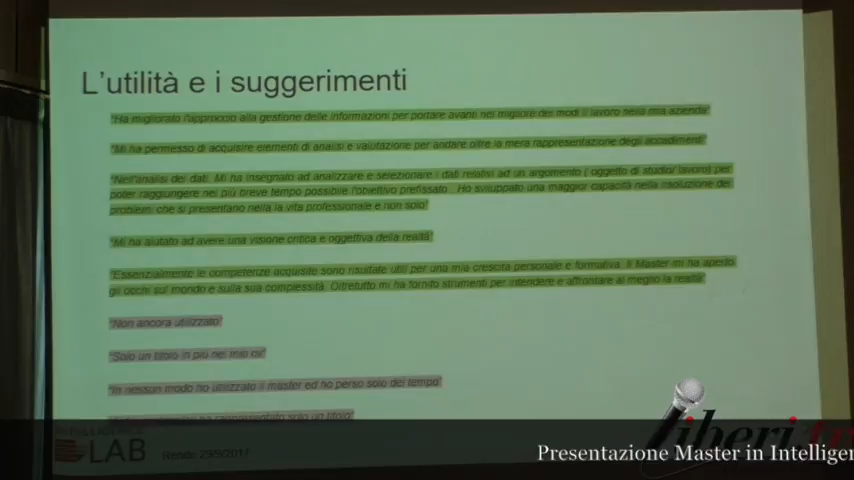 L'utilità e i suggerimenti
"Ha migliorato l'approccio alla gestione delle informazioni per portare avanti nel migliore dei modi il lavoro nella mia azienda"
"Mi ha permesso di acquisire elementi di analisi e valutazione per andare oltre la mera rappresentazione degli accadimenti"
"Nell'analisi dei dati. Mi ha insegnato ad analizzare e selezionare i dati relativi ad un argomento ( oggetto di studio/ lavoro) per
poter raggiungere nel più breve tempo possibile l'obiettivo prefissato . Ho sviluppato una maggior capacità nella risoluzione dei
problemi che si presentano nella vita professionale e non solo"
"Mi ha aiutato ad avere una visione critica e oggettiva della realtà"
"Essenzialmente le competenze acquisite sono risultate utili per una mia crescita personale e formativa. Il Master mi ha aperto
gli occhi sul mondo e sulla sua complessità. Oltretutto mi ha fornito strumenti per intendere e affrontare al meglio la realtà"
"Non ancora utilizzato"
"Solo un titolo in più nel mio cv"
"In nessun modo ho utilizzato il master ed ho perso solo del tempo"
ha rappresentato solo un titolo"
LAB
Rende 29/9/2017
liberi.tv
Presentazione Master in Intelligen